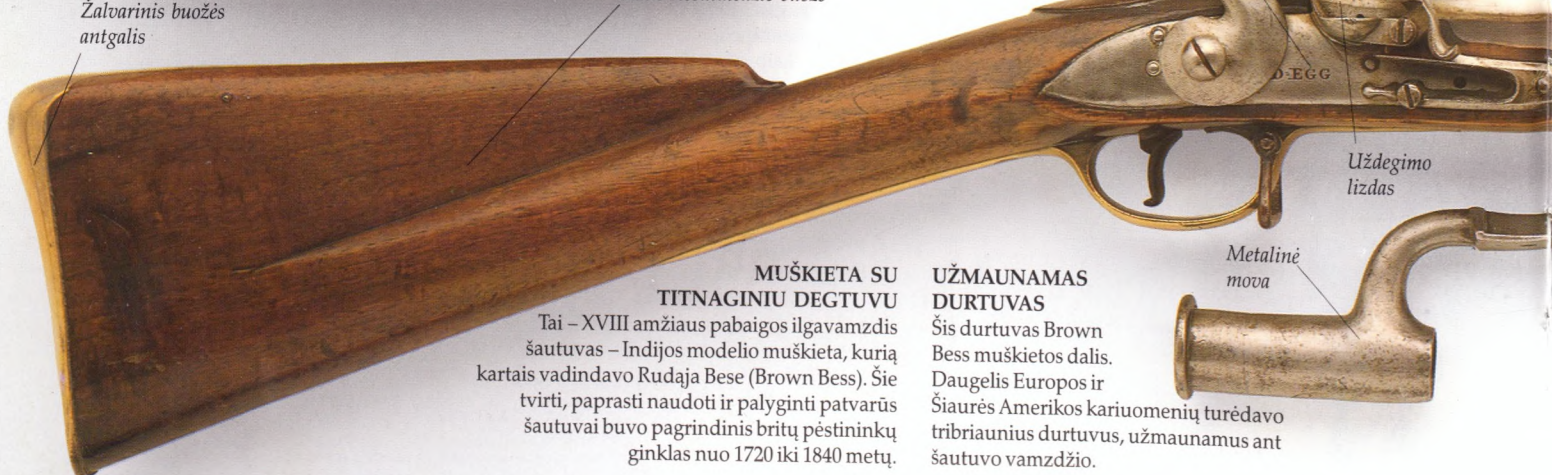 Žalvarinis buožės
antgalis
D·EGG
Uždegimo
lizdas
Metalinė
mova
MUŠKIETA SU
TITNAGINIU DEGTUVU
Tai – XVIII amžiaus pabaigos ilgavamzdis
šautuvas – Indijos modelio muškieta, kurią
kartais vadindavo Rudąja Bese (Brown Bess). Šie
tvirti, paprasti naudoti ir palyginti patvarūs
šautuvai buvo pagrindinis britų pėstininkų
ginklas nuo 1720 iki 1840 metų.
UŽMAUNAMAS
DURTUVAS
Šis durtuvas Brown
Bess muškietos dalis.
Daugelis Europos ir
Šiaurės Amerikos kariuomenių turėdavo
tribriaunius durtuvus, užmaunamus ant
šautuvo vamzdžio.